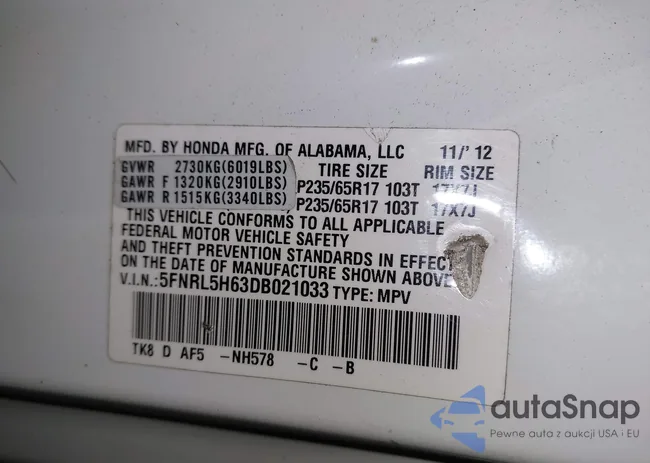 MFD. BY HONDA MFG. OF ALABAMA, LLC 11/' 12
GVWR 2730KG(6019LBS) TIRE SIZE RIM SIZE
GAWR F 1320KG(2910LBS) P235/65R17 103T 17X7J
GAWR R 1515KG(3340LBS) P235/65R17 103T 17X7J
THIS VEHICLE CONFORMS TO ALL APPLICABLE
FEDERAL MOTOR VEHICLE SAFETY
AND THEFT PREVENTION STANDARDS IN EFFECT
ON THE DATE OF MANUFACTURE SHOWN ABOVE.
V.I.N.:5FNRL5H63DB021033 TYPE: MPV
TK8 D AF5 -NH578 -C -B
autaSnap
Pewne auta z aukcji USA i EU